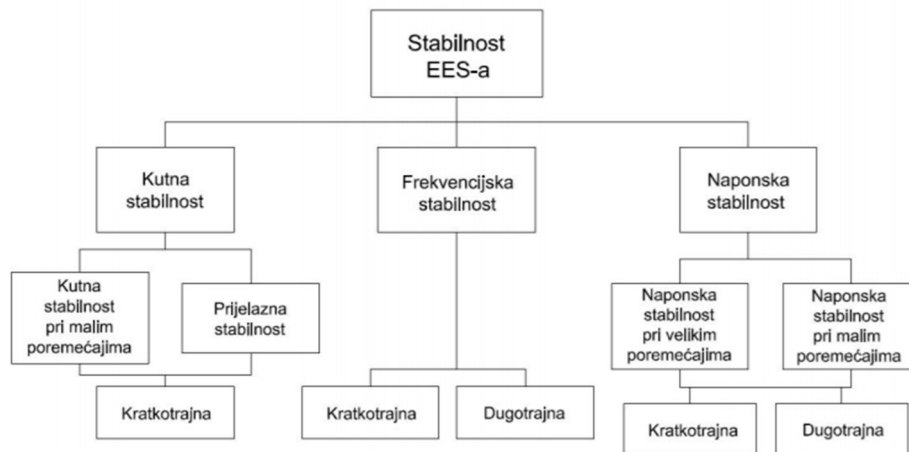 Stabilnost
EES-a
Kutna
stabilnost
Frekvencijska
stabilnost
Naponska
stabilnost
Kutna
stabilnost
pri malim
poremećajima
Prijelazna
stabilnost
Naponska
stabilnost
pri velikim
poremećajima
Naponska
stabilnost
pri malim
poremećajima
Kratkotrajna
Kratkotrajna
Dugotrajna
Kratkotrajna
Dugotrajna